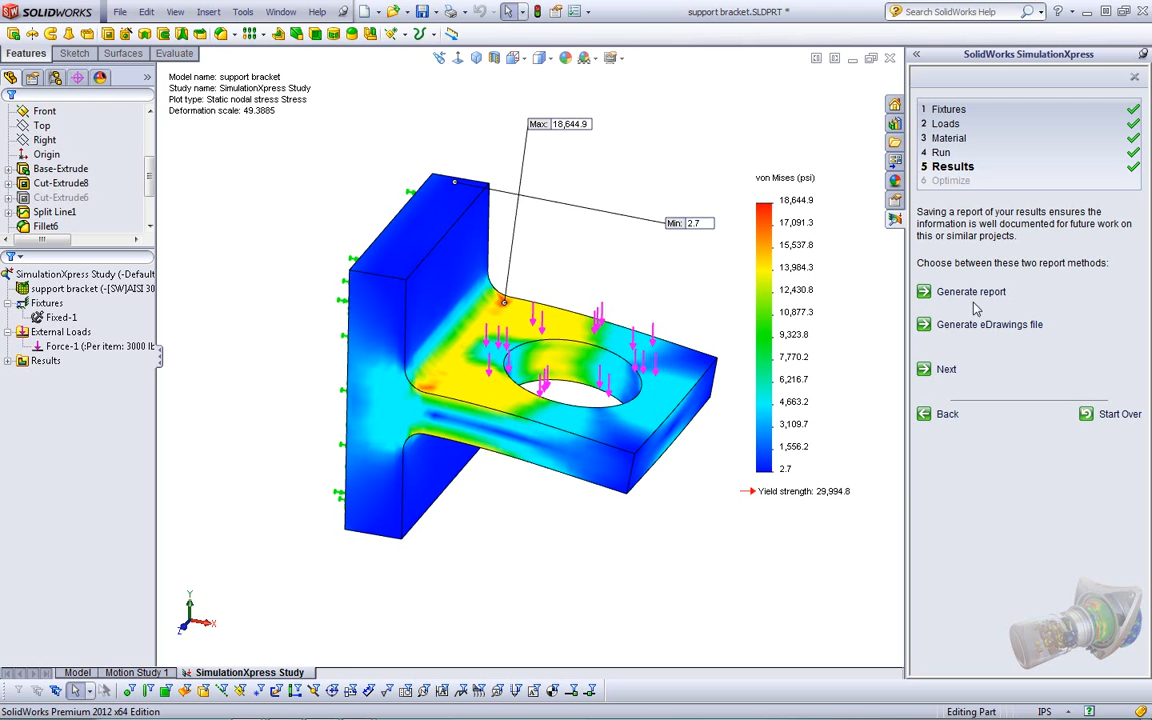 SW SOLIDWORKS File Edit View Insert Tools Window Help support bracket.SLDPRT * Search SolidWorks Help
Features Sketch Surfaces Evaluate
Front
Top
Right
Origin
Base-Extrude
Cut-Extrude8
Cut-Extrude6
Split Line1
Fillet6
SimulationXpress Study (-Default
support bracket (-[SW]AISI 30
Fixtures
Fixed-1
External Loads
Force-1 (:Per item: 3000 lb
Results
Model name: support bracket
Study name: SimulationXpress Study
Plot type: Static nodal stress Stress
Deformation scale: 49.3885
Max: 18,644.9
Min: 2.7
von Mises (psi)
18,644.9
17,091.3
15,537.8
13,984.3
12,430.8
10,877.3
9,323.8
7,770.2
6,216.7
4,663.2
3,109.7
1,556.2
2.7
Yield strength: 29,994.8
Y
X
Z
SolidWorks SimulationXpress
1 Fixtures
2 Loads
3 Material
4 Run
5 Results
6 Optimize
Saving a report of your results ensures the
information is well documented for future work on
this or similar projects.
Choose between these two report methods:
Generate report
Generate eDrawings file
Next
Back Start Over
Model Motion Study 1 SimulationXpress Study
SolidWorks Premium 2012 x64 Edition Editing Part IPS